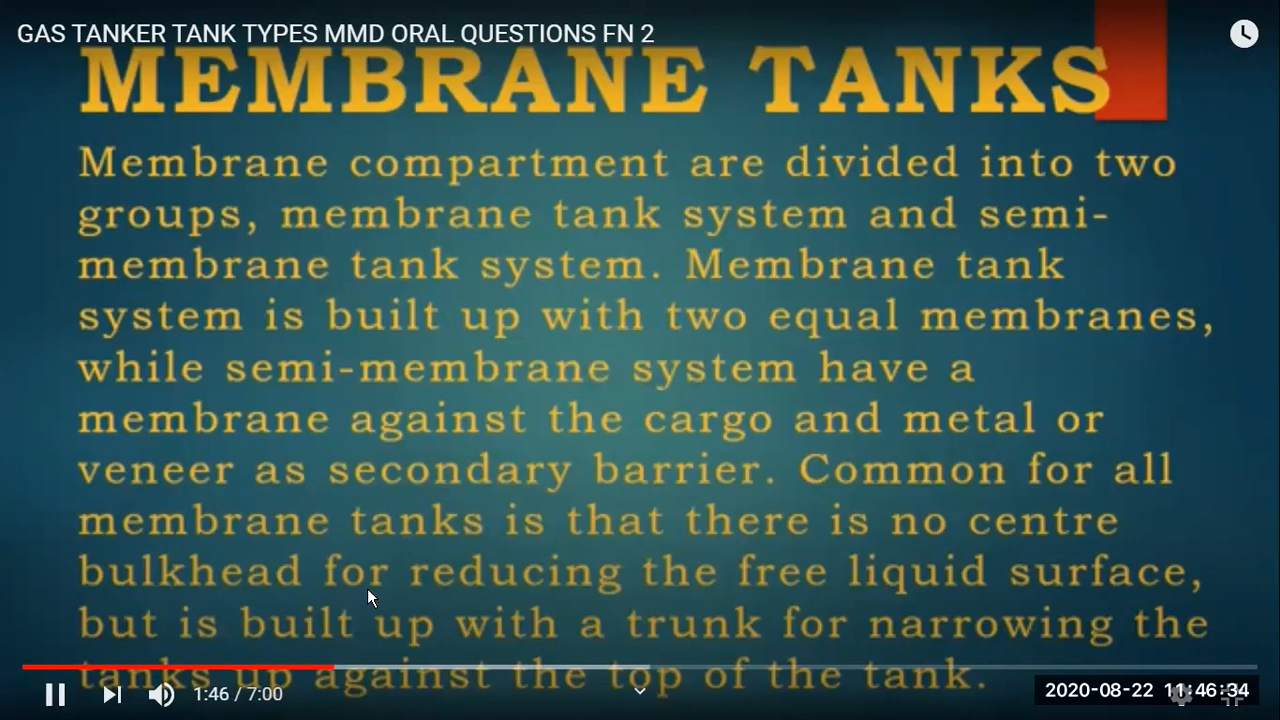 GAS TANKER TANK TYPES MMD ORAL QUESTIONS FN 2
MEMBRANE TANKS
Membrane compartment are divided into two
groups, membrane tank system and semi-
membrane tank system. Membrane tank
system is built up with two equal membranes,
while semi-membrane system have a
membrane against the cargo and metal or
veneer as secondary barrier. Common for all
membrane tanks is that there is no centre
bulkhead for reducing the free liquid surface,
but is built up with a trunk for narrowing the
tanks up against the top of the tank.
1:46 / 7:00
2020-08-22 11:46:34